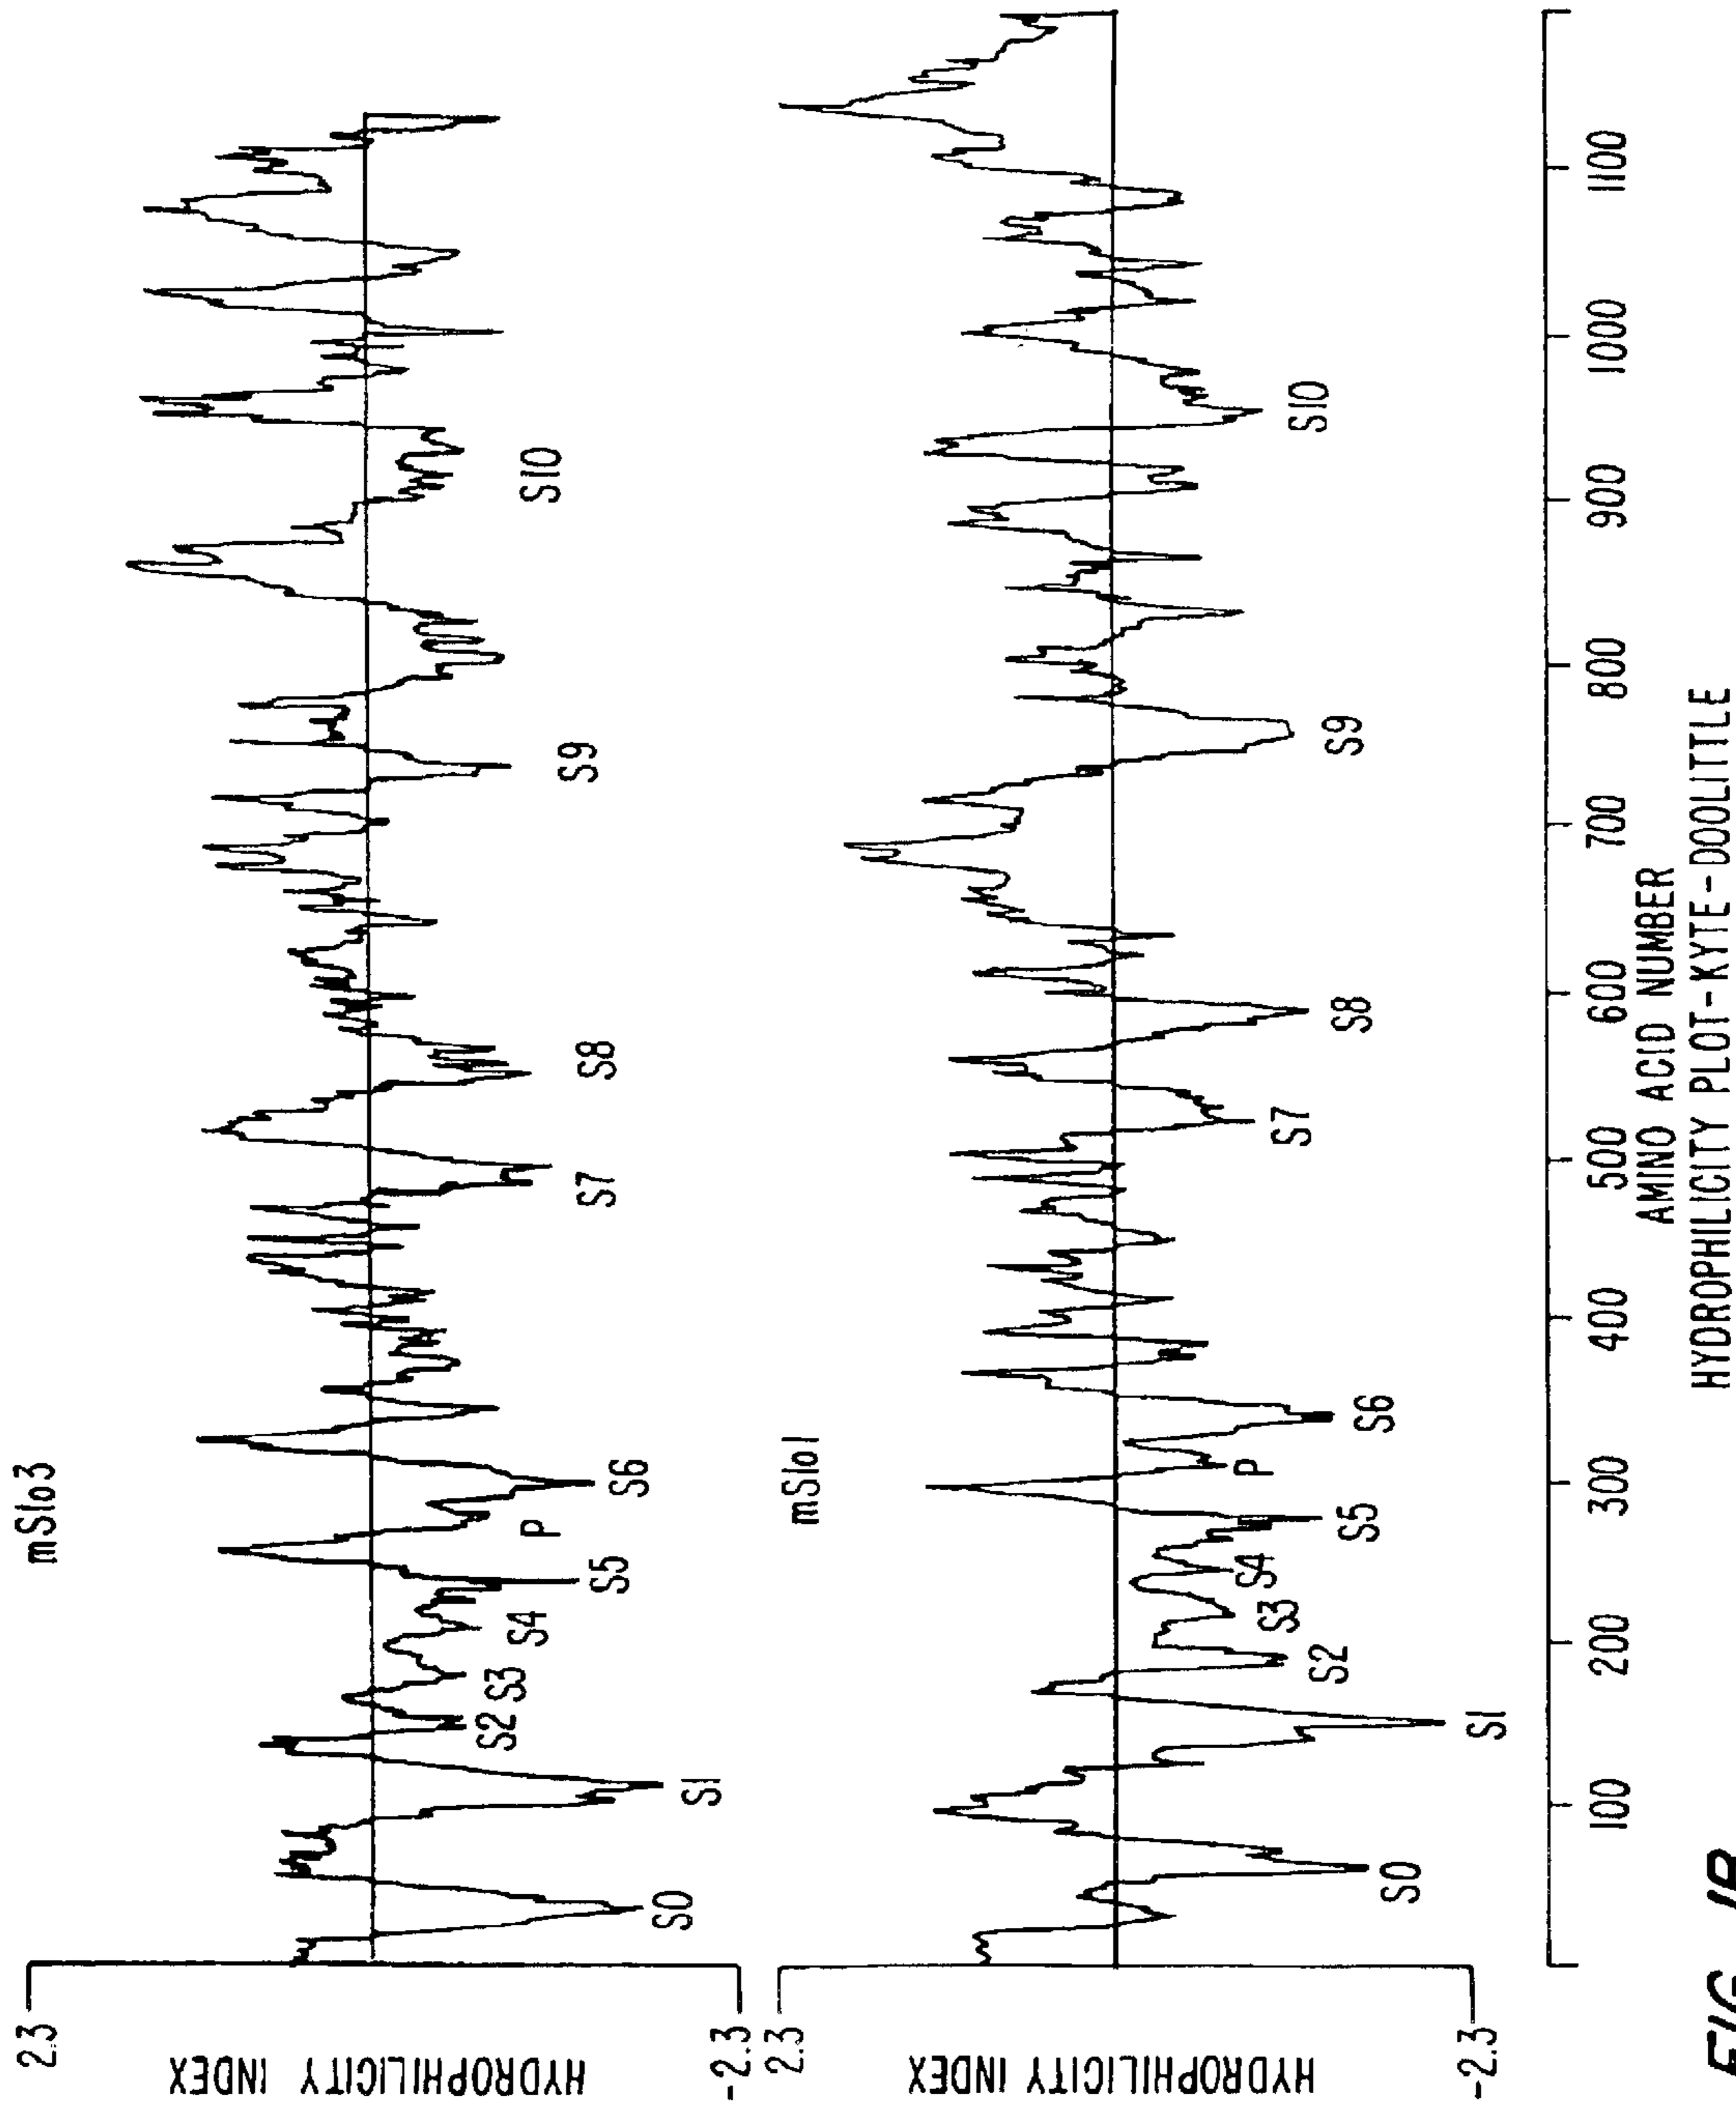 mSlo3
2.3
HYDROPHILICITY INDEX
-2.3
S0
S1
S2
S3
S4
S5
P
S6
S7
S8
S9
S10
mSlo1
2.3
HYDROPHILICITY INDEX
-2.3
S0
S1
S2
S3
S4
S5
P
S6
S7
S8
S9
S10
100 200 300 400 500 600 700 800 900 1000 1100
AMINO ACID NUMBER
HYDROPHILICITY PLOT-KYTE-DOOLITTLE
FIG. 1B